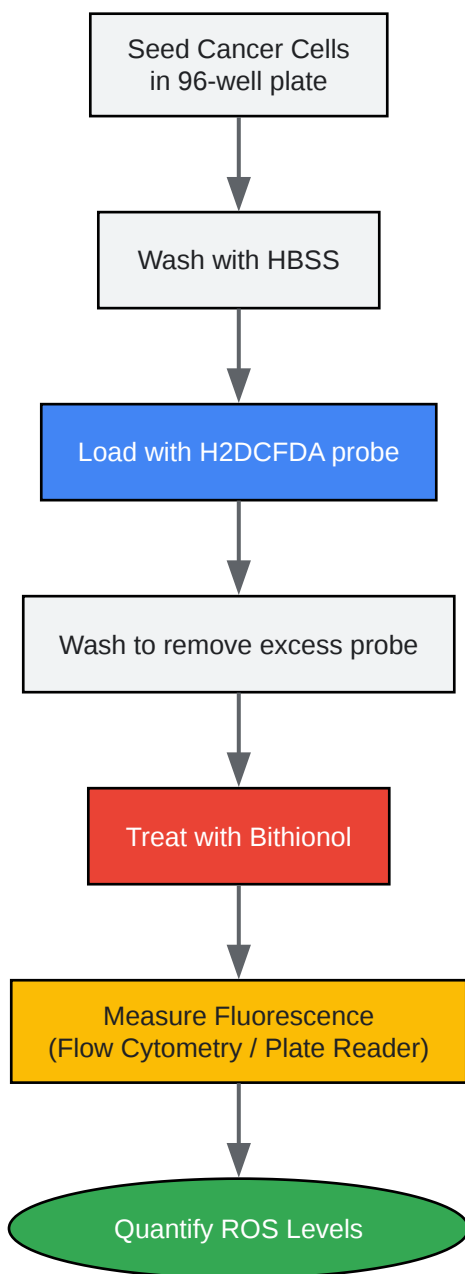 Seed Cancer Cells
in 96-well plate
Wash with HBSS
Load with H2DCFDA probe
Wash to remove excess probe
Treat with Bithionol
Measure Fluorescence
(Flow Cytometry / Plate Reader)
Quantify ROS Levels